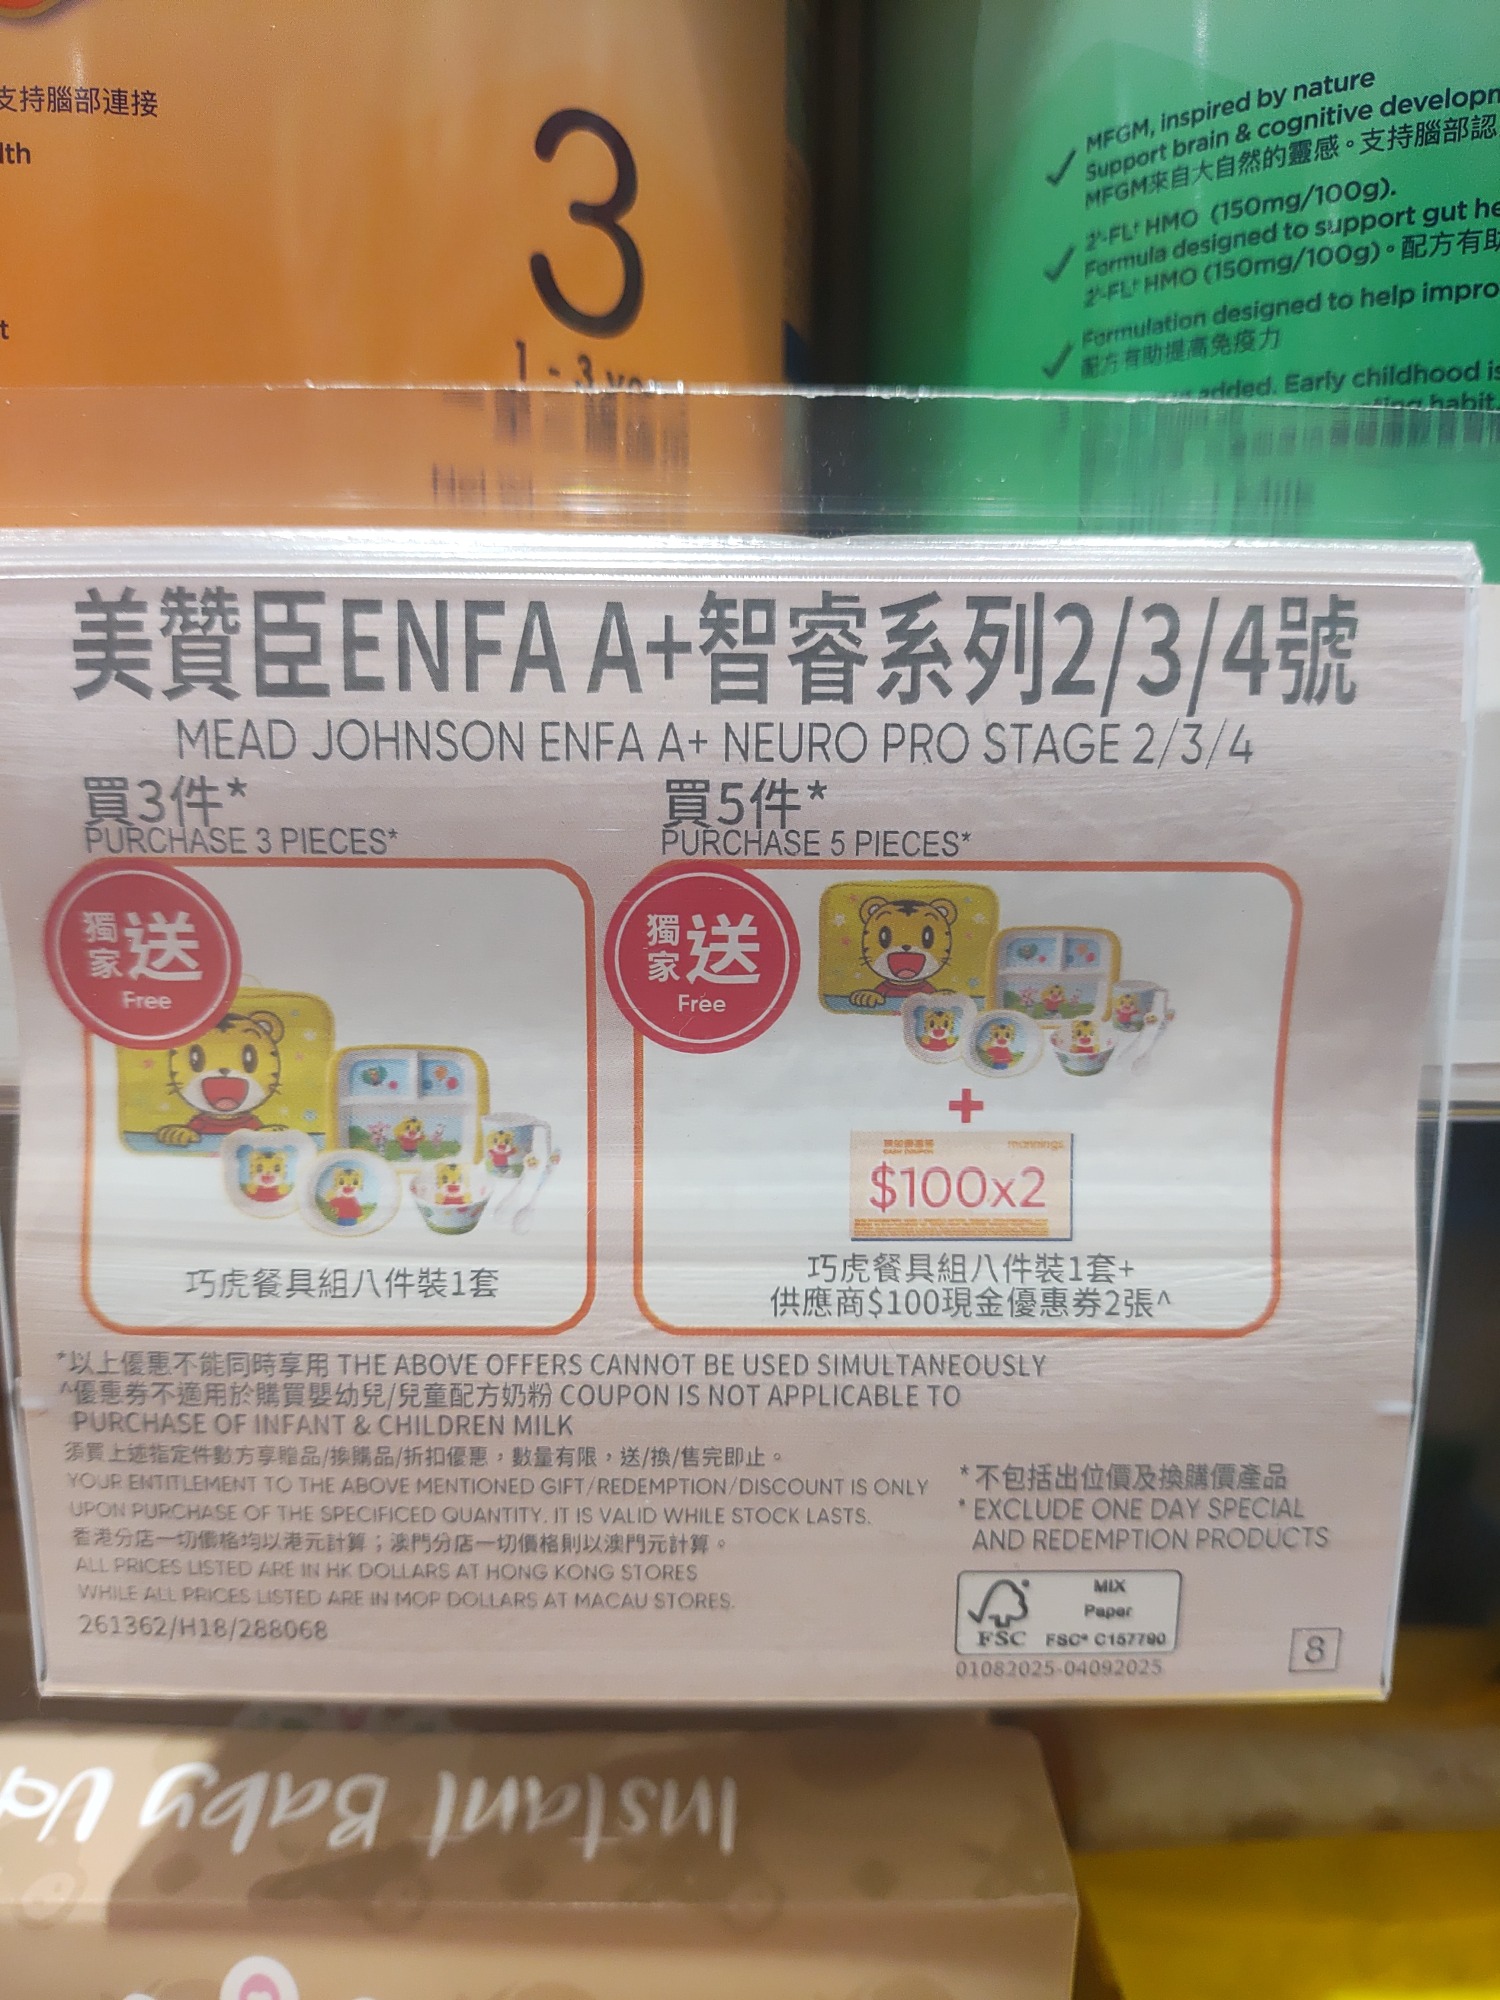 支持腦部連接
lth
t
3
1 - 3
MFGM, inspired by nature
Support brain & cognitive developm
MFGM來自大自然的靈感。支持腦部認
2'-FL† HMO (150mg/100g).
Formula designed to support gut he
2'-FL† HMO (150mg/100g)。配方有助
Formulation designed to help impro
配方有助提高免疫力
added. Early childhood is
habit.
美贊臣ENFA A+智睿系列2/3/4號
MEAD JOHNSON ENFA A+ NEURO PRO STAGE 2/3/4
買3件*
PURCHASE 3 PIECES*
獨家送
Free
巧虎餐具組八件裝1套
買5件*
PURCHASE 5 PIECES*
獨家送
Free
+
現金優惠券 mannings
CASH COUPON
$100x2
巧虎餐具組八件裝1套+
供應商$100現金優惠券2張^
*以上優惠不能同時享用 THE ABOVE OFFERS CANNOT BE USED SIMULTANEOUSLY
^優惠券不適用於購買嬰幼兒/兒童配方奶粉 COUPON IS NOT APPLICABLE TO
PURCHASE OF INFANT & CHILDREN MILK
須買上述指定件數方享贈品/換購品/折扣優惠，數量有限，送/換/售完即止。
YOUR ENTITLEMENT TO THE ABOVE MENTIONED GIFT/REDEMPTION/DISCOUNT IS ONLY
UPON PURCHASE OF THE SPECIFICED QUANTITY. IT IS VALID WHILE STOCK LASTS.
香港分店一切價格均以港元計算；澳門分店一切價格則以澳門元計算。
ALL PRICES LISTED ARE IN HK DOLLARS AT HONG KONG STORES
WHILE ALL PRICES LISTED ARE IN MOP DOLLARS AT MACAU STORES.
261362/H18/288068
*不包括出位價及換購價產品
*EXCLUDE ONE DAY SPECIAL
AND REDEMPTION PRODUCTS
MIX
Paper
FSC FSC® C157790
01082025-04092025
8
Instant Baby